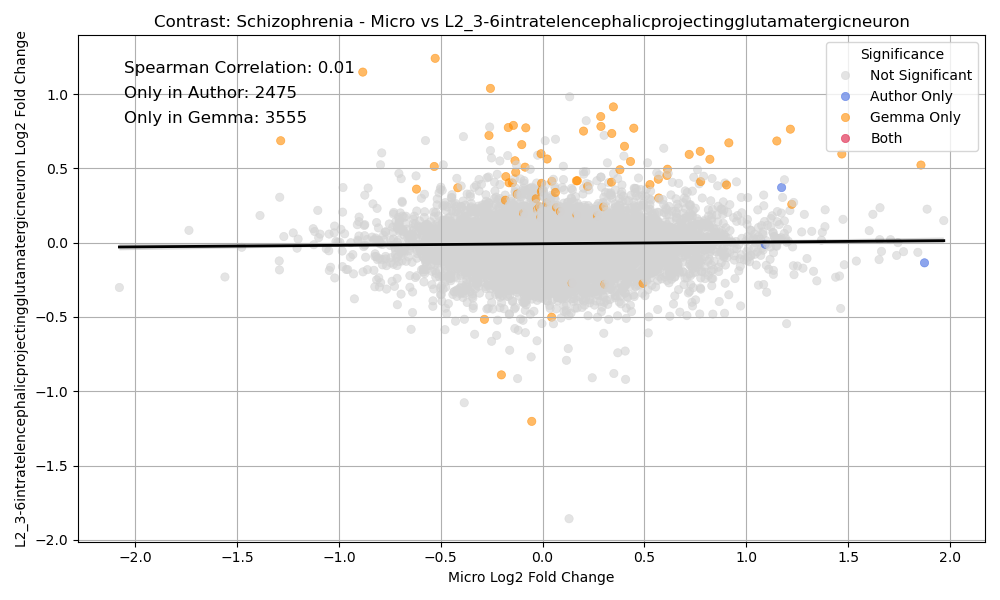 Contrast: Schizophrenia - Micro vs L2_3-6intratelencephalicprojectingglutamatergicneuron
Spearman Correlation: 0.01
Only in Author: 2475
Only in Gemma: 3555
Significance
Not Significant
Author Only
Gemma Only
Both
L2_3-6intratelencephalicprojectingglutamatergicneuron Log2 Fold Change
1.0
0.5
0.0
−0.5
−1.0
−1.5
−2.0
−2.0 −1.5 −1.0 −0.5 0.0 0.5 1.0 1.5 2.0
Micro Log2 Fold Change